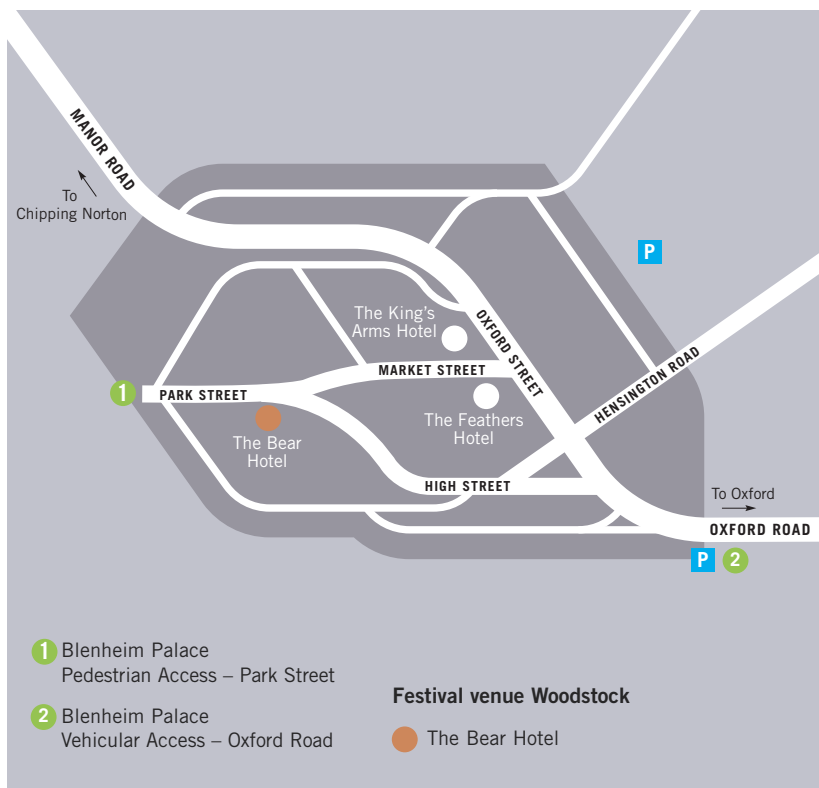 MANOR ROAD
To
Chipping Norton
P
The King's
Arms Hotel
OXFORD STREET
MARKET STREET
HENSINGTON ROAD
1
PARK STREET
The Feathers
Hotel
The Bear
Hotel
HIGH STREET
To Oxford
OXFORD ROAD
P
2
1 Blenheim Palace
Pedestrian Access – Park Street
2 Blenheim Palace
Vehicular Access – Oxford Road
Festival venue Woodstock
The Bear Hotel